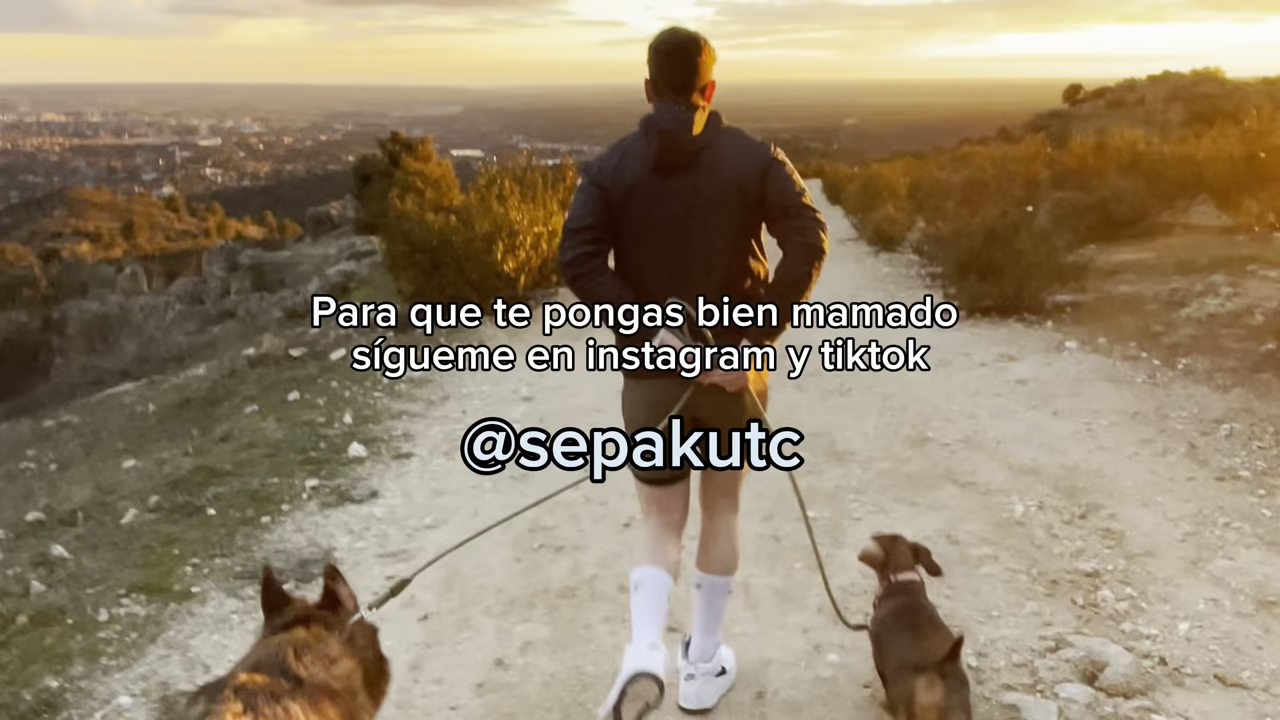 Para que te pongas bien mamado
sígueme en instagram y tiktok
@sepakutc